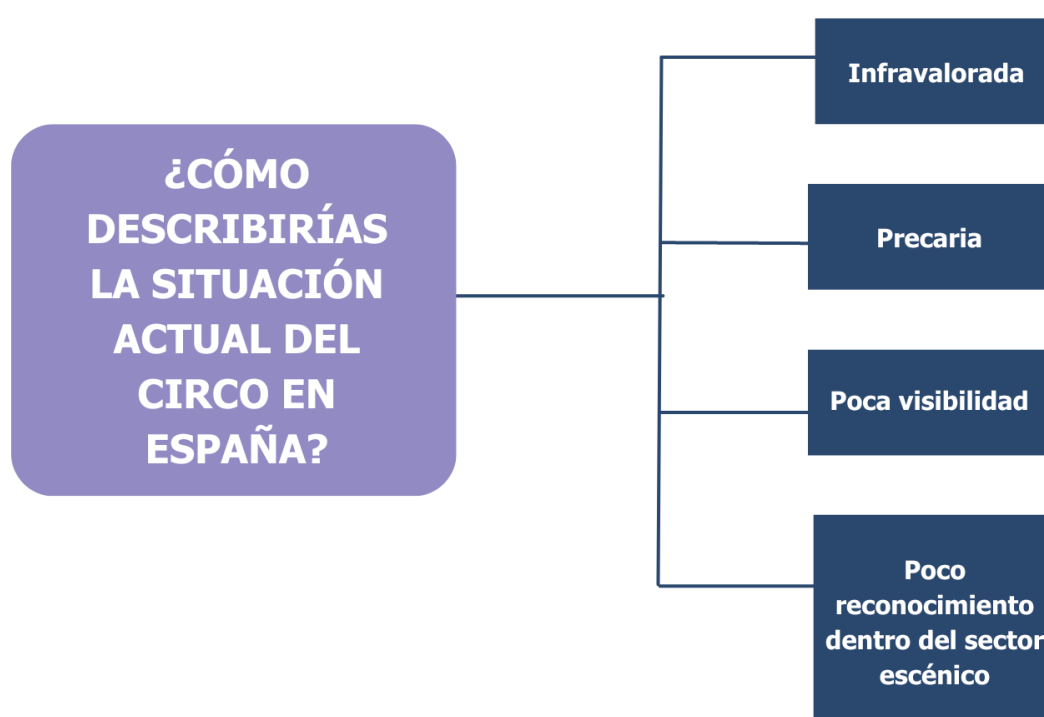 ¿CÓMO
DESCRIBIRÍAS
LA SITUACIÓN
ACTUAL DEL
CIRCO EN
ESPAÑA?
Infravalorada
Precaria
Poca visibilidad
Poco
reconocimiento
dentro del sector
escénico